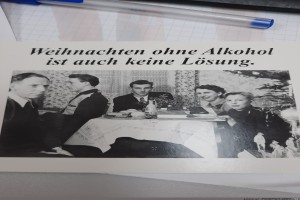 Weihnachten ohne Alkohol
ist auch keine Lösung.